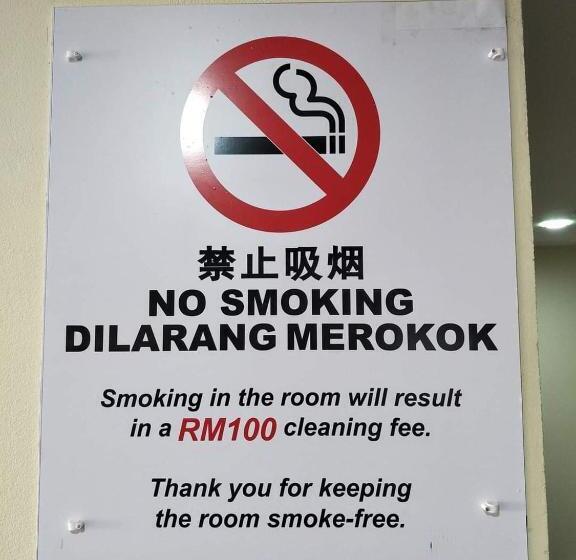 禁止吸烟
NO SMOKING
DILARANG MEROKOK
Smoking in the room will result
in a RM100 cleaning fee.
Thank you for keeping
the room smoke-free.